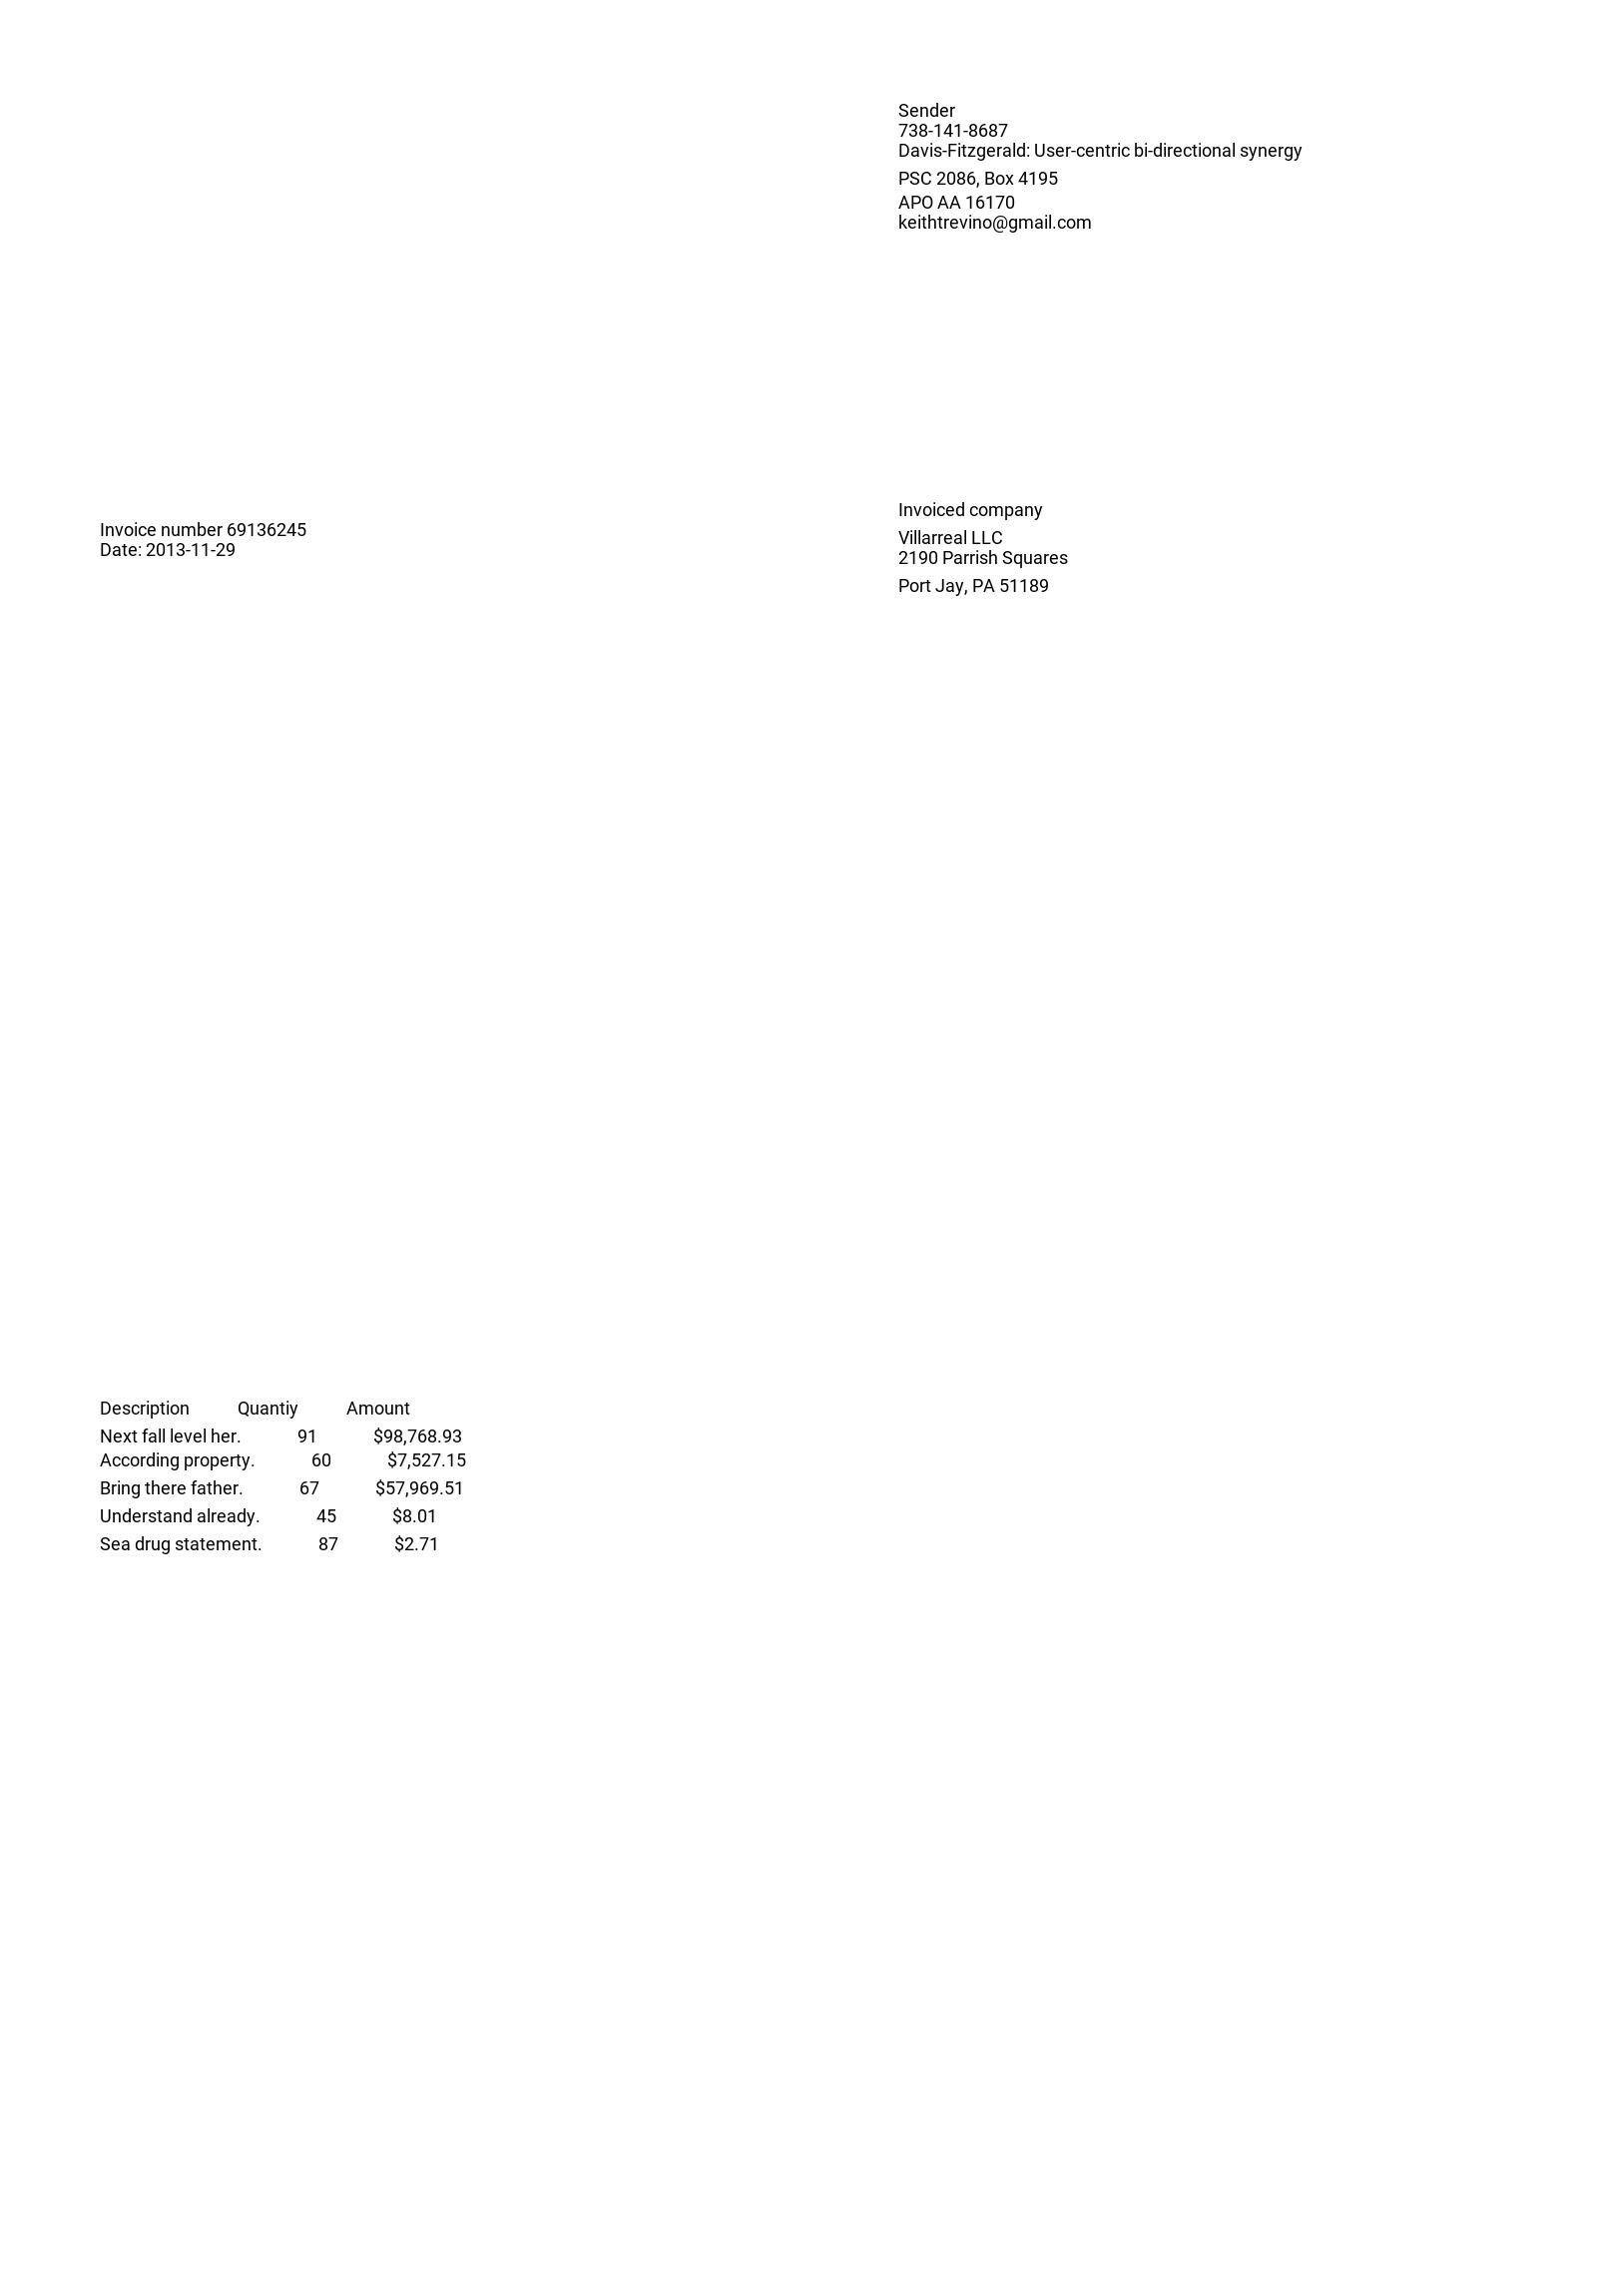 Sender
738-141-8687
Davis-Fitzgerald: User-centric bi-directional synergy
PSC 2086, Box 4195
APO AA 16170
keithtrevino@gmail.com
Invoice number 69136245
Date: 2013-11-29
Invoiced company
Villarreal LLC
2190 Parrish Squares
Port Jay, PA 51189
Description Quantiy Amount
Next fall level her. 91 $98,768.93
According property. 60 $7,527.15
Bring there father. 67 $57,969.51
Understand already. 45 $8.01
Sea drug statement. 87 $2.71